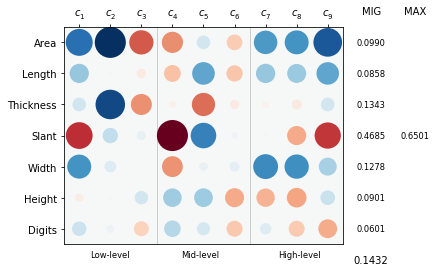 c1 c2 c3 c4 c5 c6 c7 c8 c9 MIG MAX
Area 0.0990
Length 0.0858
Thickness 0.1343
Slant 0.4685 0.6501
Width 0.1278
Height 0.0901
Digits 0.0601
Low-level Mid-level High-level
0.1432